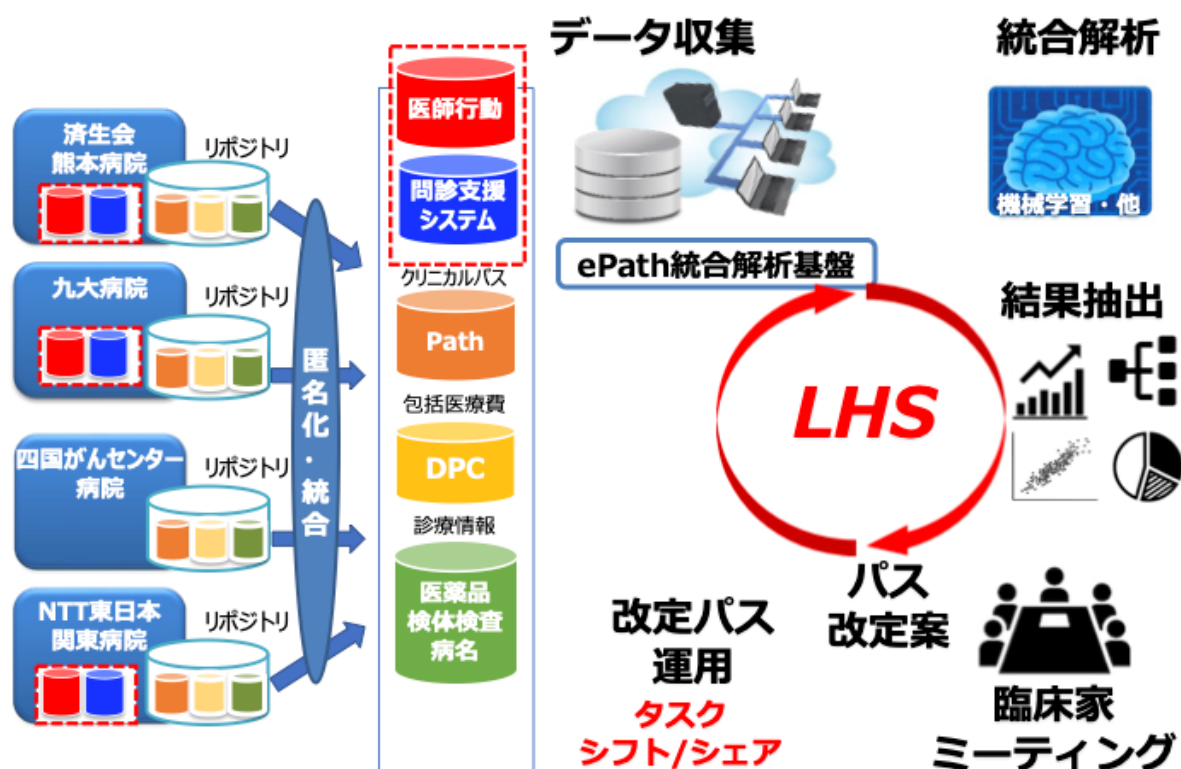 済生会
熊本病院
リポジトリ
九大病院
リポジトリ
四国がんセンター
病院
リポジトリ
NTT東日本
関東病院
リポジトリ
匿名化・統合
医師行動
問診支援
システム
クリニカルパス
Path
包括医療費
DPC
診療情報
医薬品
検体検査
病名
データ収集
ePath統合解析基盤
統合解析
機械学習・他
結果抽出
LHS
パス
改定案
臨床家
ミーティング
改定パス
運用
タスク
シフト/シェア